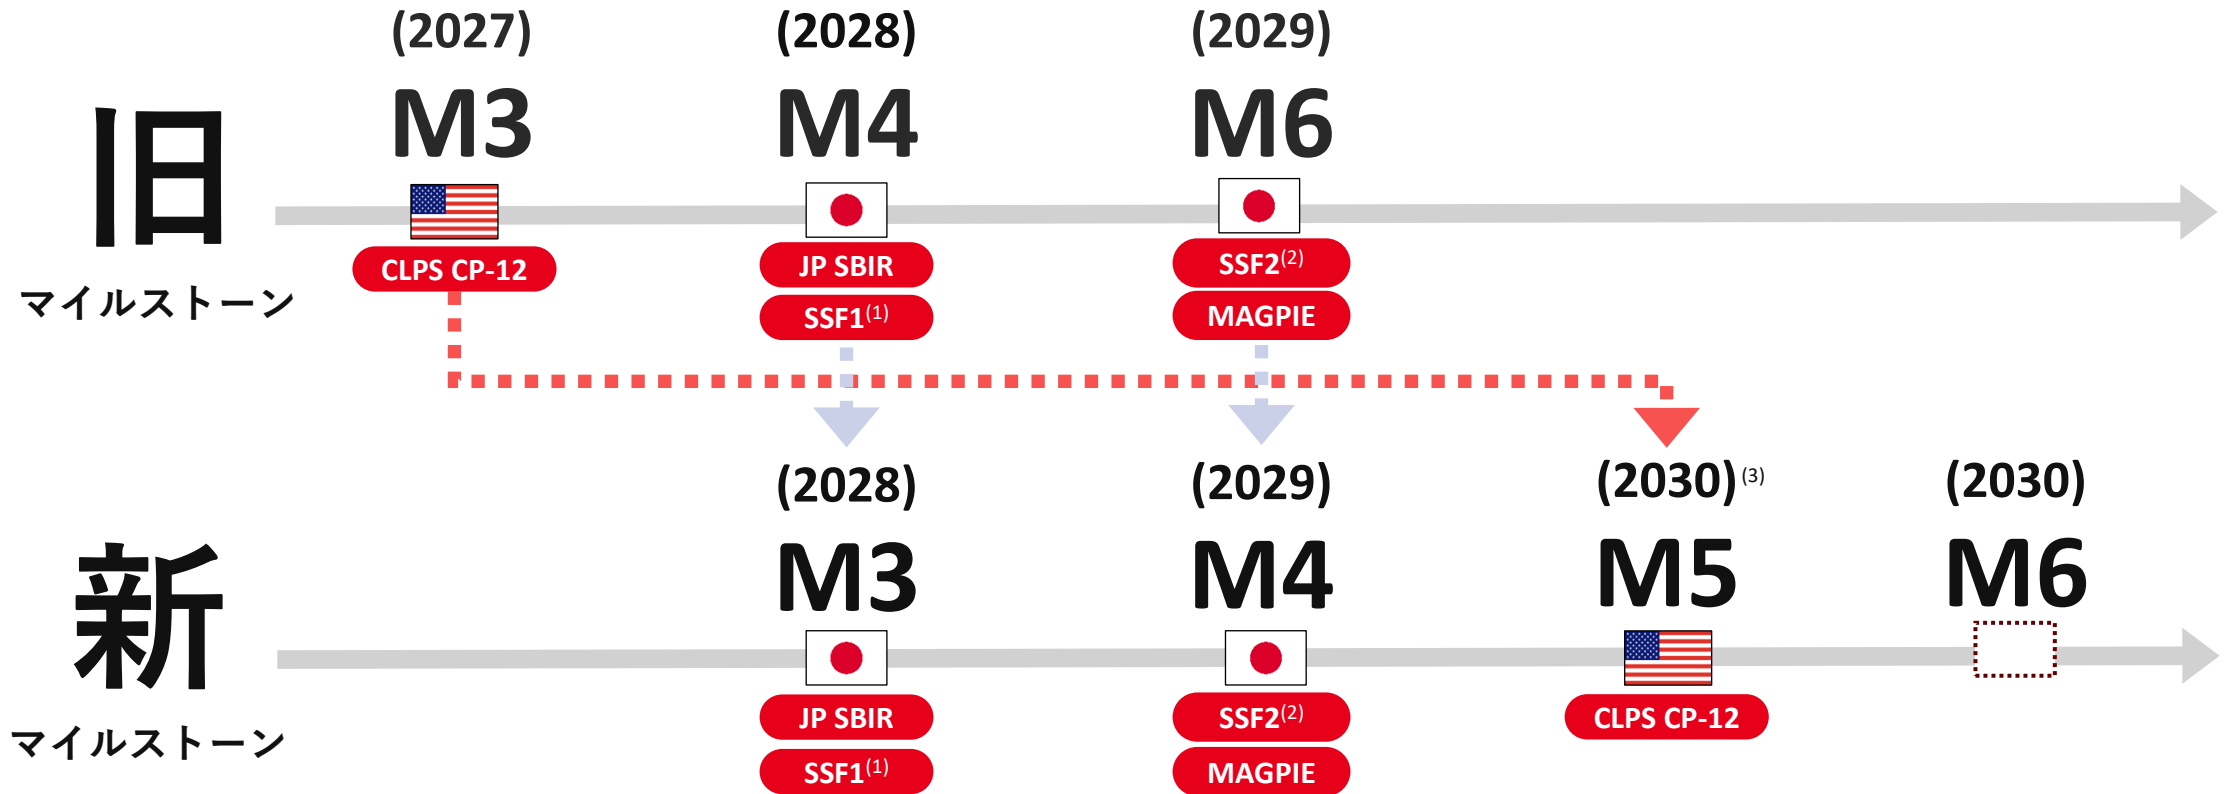 (2027) (2028) (2029)
M3 M4 M6
旧
マイルストーン
CLPS CP-12 JP SBIR SSF2(2)
SSF1(1) MAGPIE
(2028) (2029) (2030)(3) (2030)
M3 M4 M5 M6
新
マイルストーン
JP SBIR SSF2(2) CLPS CP-12
SSF1(1) MAGPIE